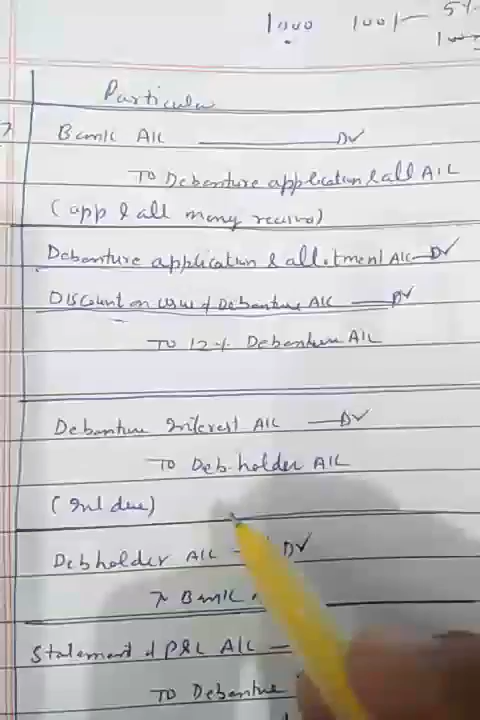 1000 100/- 5%
Particular
Bank A/c Dr
To Debenture application & all A/c
(app & all money receive)
Debenture application & allotment A/c Dr
Discount on issue of Debenture A/c Dr
To 12% Debenture A/c
Debenture Interest A/c Dr
To Deb-holder A/c
(Int due)
Debholder A/c Dr
To Bank
Statement of P&L A/c
To Debenture